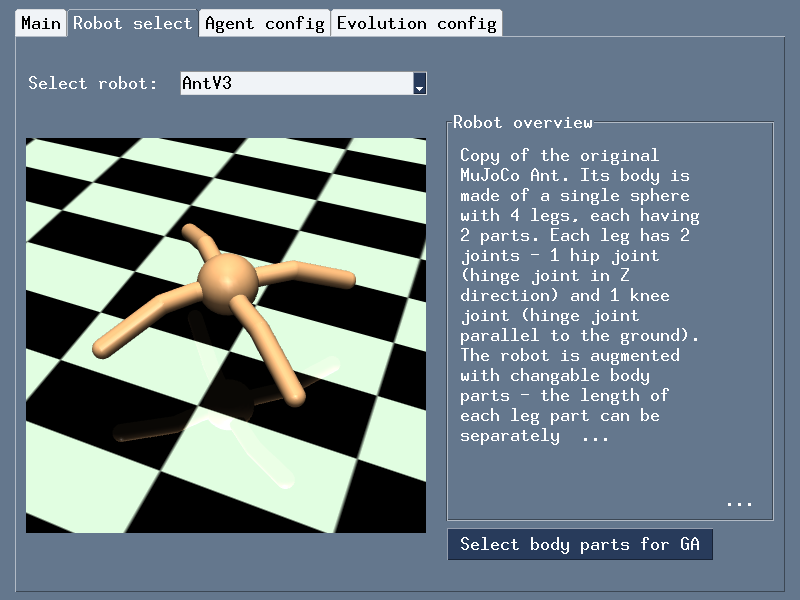 Main Robot select Agent config Evolution config
Select robot: AntV3
Robot overview
Copy of the original
MuJoCo Ant. Its body is
made of a single sphere
with 4 legs, each having
2 parts. Each leg has 2
joints - 1 hip joint
(hinge joint in Z
direction) and 1 knee
joint (hinge joint
parallel to the ground).
The robot is augmented
with changable body
parts - the length of
each leg part can be
separately  ...
...
Select body parts for GA